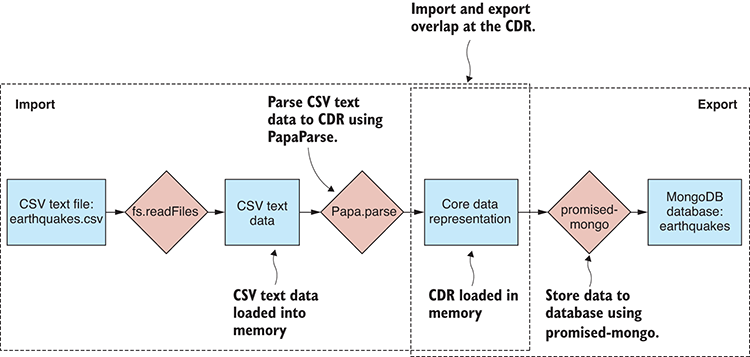 Import and export
overlap at the CDR.
Import
Export
Parse CSV text
data to CDR using
PapaParse.
CSV text file:
earthquakes.csv
fs.readFiles
CSV text
data
Papa.parse
Core data
representation
promised-
mongo
MongoDB
database:
earthquakes
CSV text data
loaded into
memory
CDR loaded in
memory
Store data to
database using
promised-mongo.